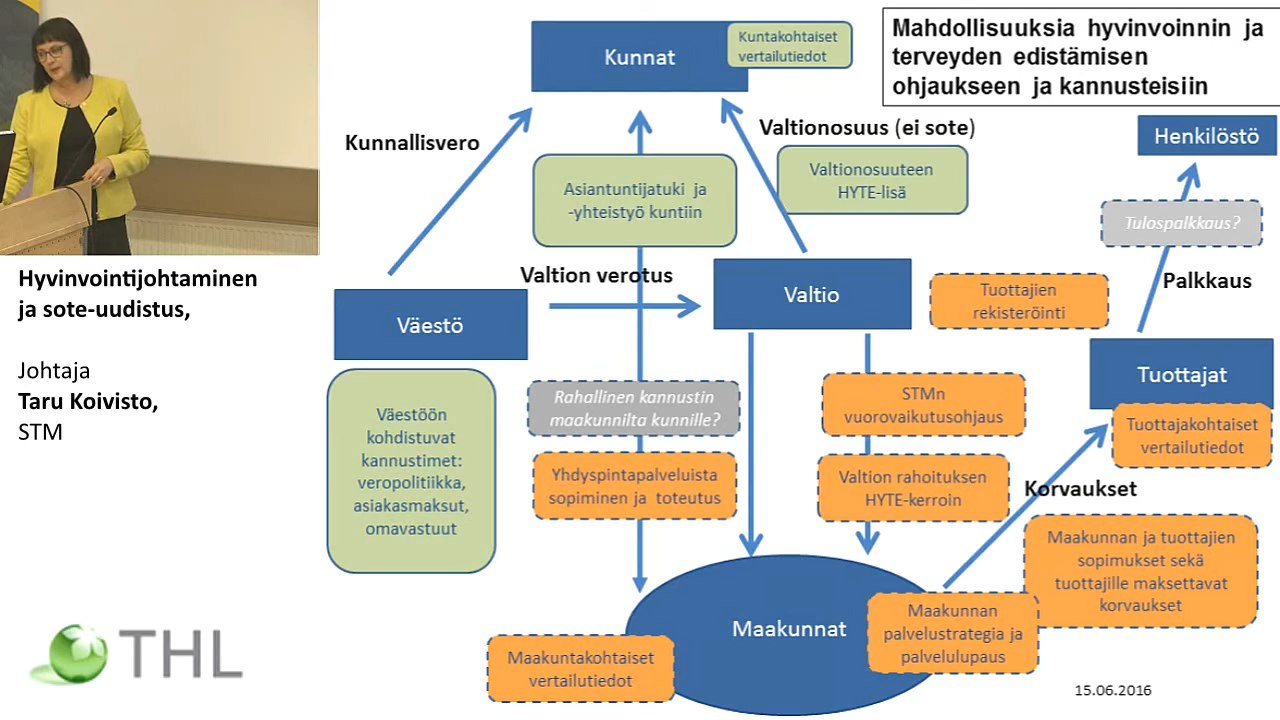 Mahdollisuuksia hyvinvoinnin ja
terveyden edistämisen
ohjaukseen ja kannusteisiin
Kunnat
Kuntakohtaiset
vertailutiedot
Kunnallisvero
Valtionosuus (ei sote)
Henkilöstö
Asiantuntijatuki ja
-yhteistyö kuntiin
Valtionosuuteen
HYTE-lisä
Tulospalkkaus?
Palkkaus
Valtion verotus
Väestö
Valtio
Tuottajien
rekisteröinti
Tuottajat
Tuottajakohtaiset
vertailutiedot
Väestöön
kohdistuvat
kannustimet:
veropolitiikka,
asiakasmaksut,
omavastuut
Rahallinen kannustin
maakunnilta kunnille?
Yhdyspintapalveluista
sopiminen ja toteutus
STMn
vuorovaikutusohjaus
Valtion rahoituksen
HYTE-kerroin
Korvaukset
Maakunnan ja tuottajien
sopimukset sekä
tuottajille maksettavat
korvaukset
Maakunnat
Maakunnan
palvelustrategia ja
palvelulupaus
Maakuntakohtaiset
vertailutiedot
15.06.2016
Hyvinvointijohtaminen
ja sote-uudistus,
Johtaja
Taru Koivisto,
STM
THL